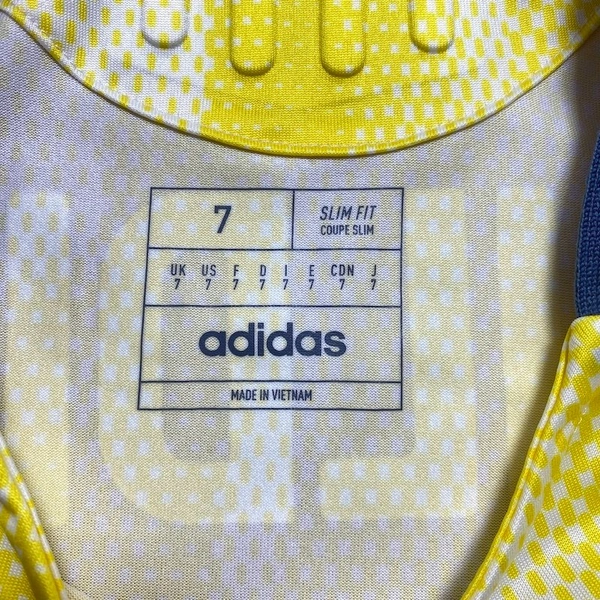 7
SLIM FIT
COUPE SLIM
UK US F D I E CDN J
7 7 7 7 7 7 7 7
adidas
MADE IN VIETNAM